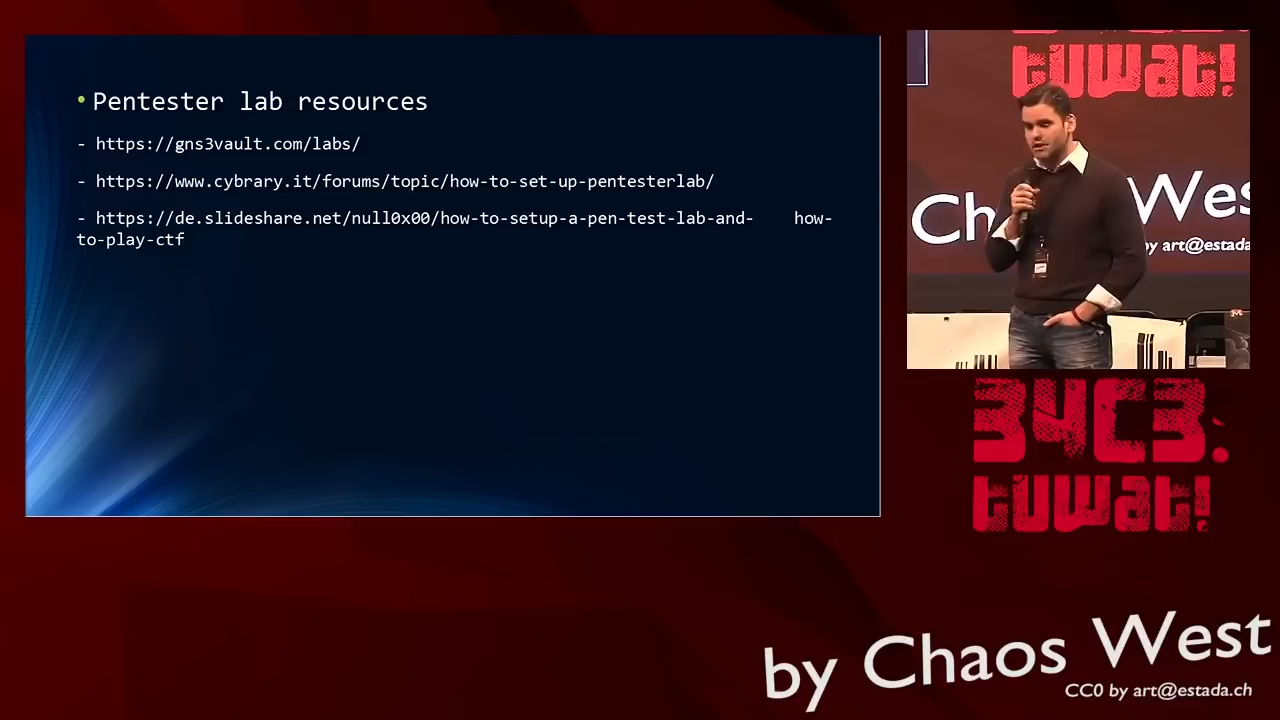 • Pentester lab resources
- https://gns3vault.com/labs/
- https://www.cybrary.it/forums/topic/how-to-set-up-pentesterlab/
- https://de.slideshare.net/null0x00/how-to-setup-a-pen-test-lab-and- how-
to-play-ctf
tuwat!
Ch Wes
by art@estada
34C3:
tuwat!
by Chaos West
CC0 by art@estada.ch